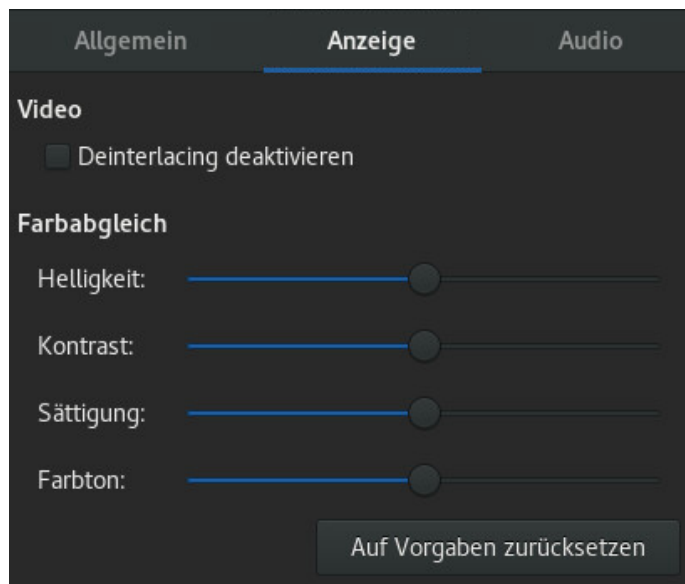 Allgemein Anzeige Audio
Video
Deinterlacing deaktivieren
Farbabgleich
Helligkeit:
Kontrast:
Sättigung:
Farbton:
Auf Vorgaben zurücksetzen